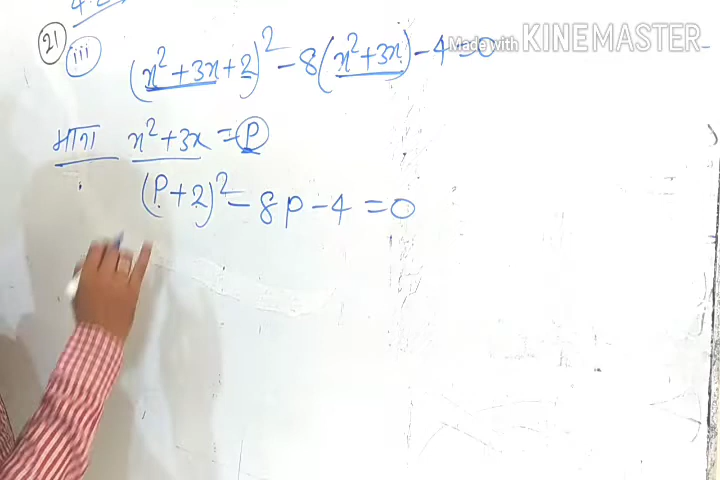 21
iii (x² + 3x + 2)² - 8(x² + 3x) - 4 = 0
Made with KINEMASTER
माना x² + 3x = P
(P + 2)² - 8P - 4 = 0